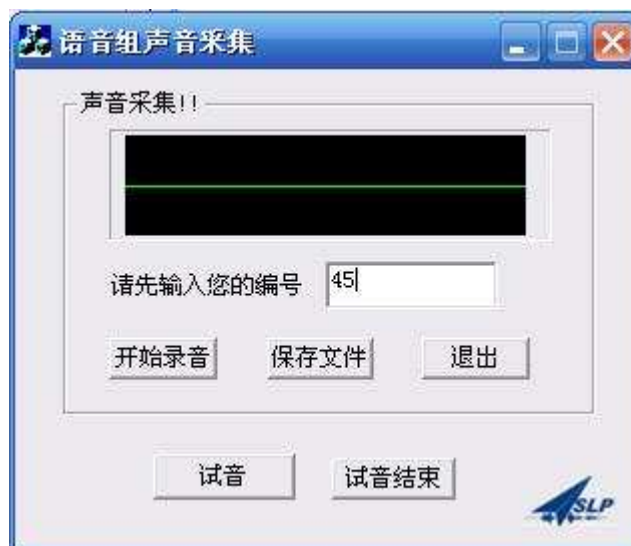 语音组声音采集
声音采集!!
请先输入您的编号 45
开始录音 保存文件 退出
试音 试音结束
SLP